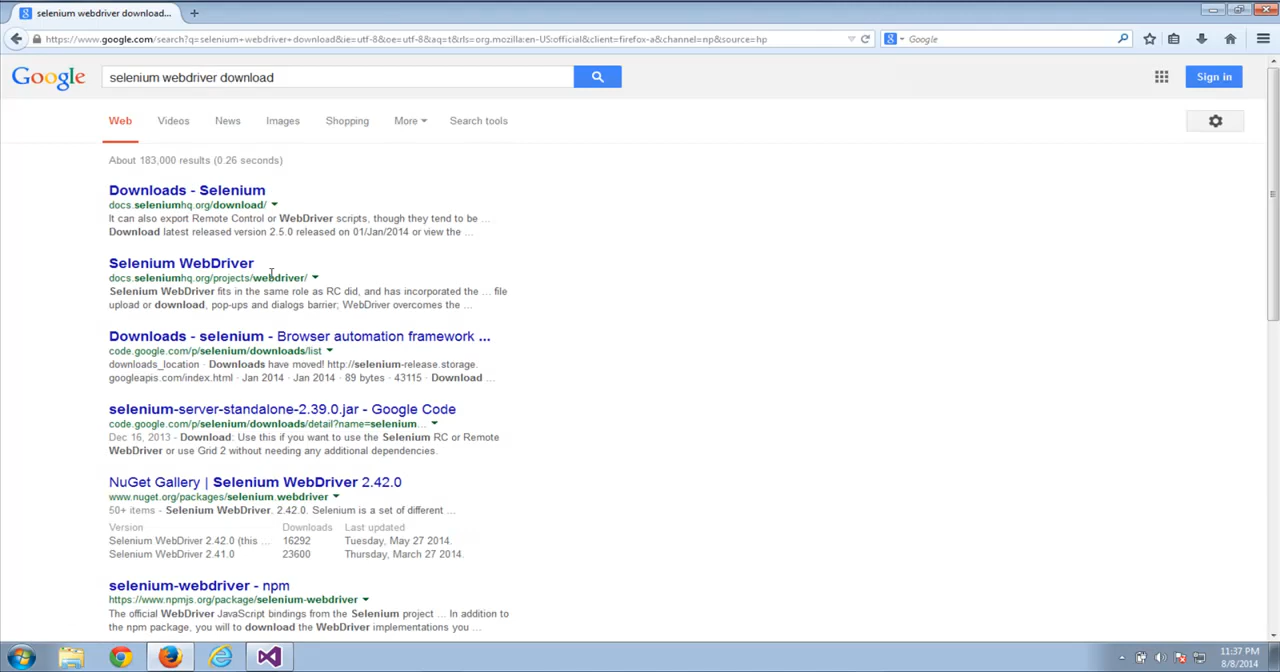 selenium webdriver download...
https://www.google.com/search?q=selenium+webdriver+download&ie=utf-8&oe=utf-8&aq=t&rls=org.mozilla:en-US:official&client=firefox-a&channel=np&source=hp
Google
Google
selenium webdriver download
Sign in
Web Videos News Images Shopping More Search tools
About 183,000 results (0.26 seconds)
Downloads - Selenium
docs.seleniumhq.org/download/
It can also export Remote Control or WebDriver scripts, though they tend to be ...
Download latest released version 2.5.0 released on 01/Jan/2014 or view the ...
Selenium WebDriver
docs.seleniumhq.org/projects/webdriver/
Selenium WebDriver fits in the same role as RC did, and has incorporated the ... file
upload or download, pop-ups and dialogs barrier; WebDriver overcomes the ...
Downloads - selenium - Browser automation framework ...
code.google.com/p/selenium/downloads/list
downloads_location · Downloads have moved! http://selenium-release.storage.
googleapis.com/index.html · Jan 2014 · Jan 2014 · 89 bytes · 43115 · Download ...
selenium-server-standalone-2.39.0.jar - Google Code
code.google.com/p/selenium/downloads/detail?name=selenium...
Dec 16, 2013 - Download: Use this if you want to use the Selenium RC or Remote
WebDriver or use Grid 2 without needing any additional dependencies.
NuGet Gallery | Selenium WebDriver 2.42.0
www.nuget.org/packages/selenium.webdriver
50+ items - Selenium WebDriver. 2.42.0. Selenium is a set of different ...
Version Downloads Last updated
Selenium WebDriver 2.42.0 (this ... 16292 Tuesday, May 27 2014.
Selenium WebDriver 2.41.0 23600 Thursday, March 27 2014.
selenium-webdriver - npm
https://www.npmjs.org/package/selenium-webdriver
The official WebDriver JavaScript bindings from the Selenium project ... In addition to
the npm package, you will to download the WebDriver implementations you ...
11:37 PM
8/8/2014